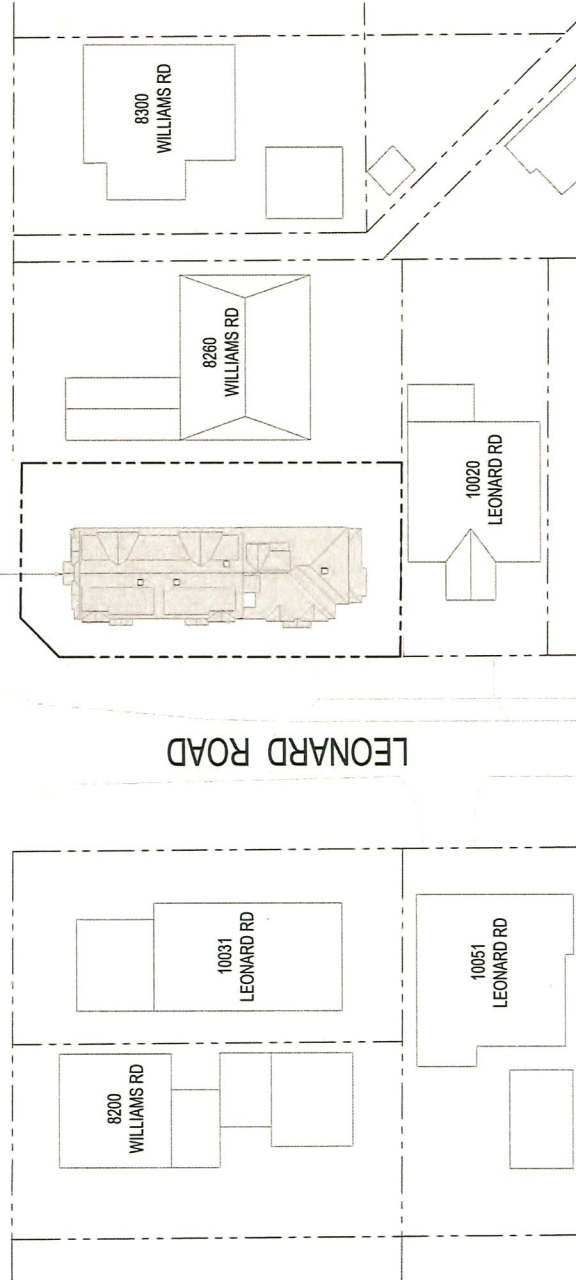 8300
WILLIAMS RD
8260
WILLIAMS RD
10020
LEONARD RD
LEONARD ROAD
10031
LEONARD RD
10051
LEONARD RD
8200
WILLIAMS RD